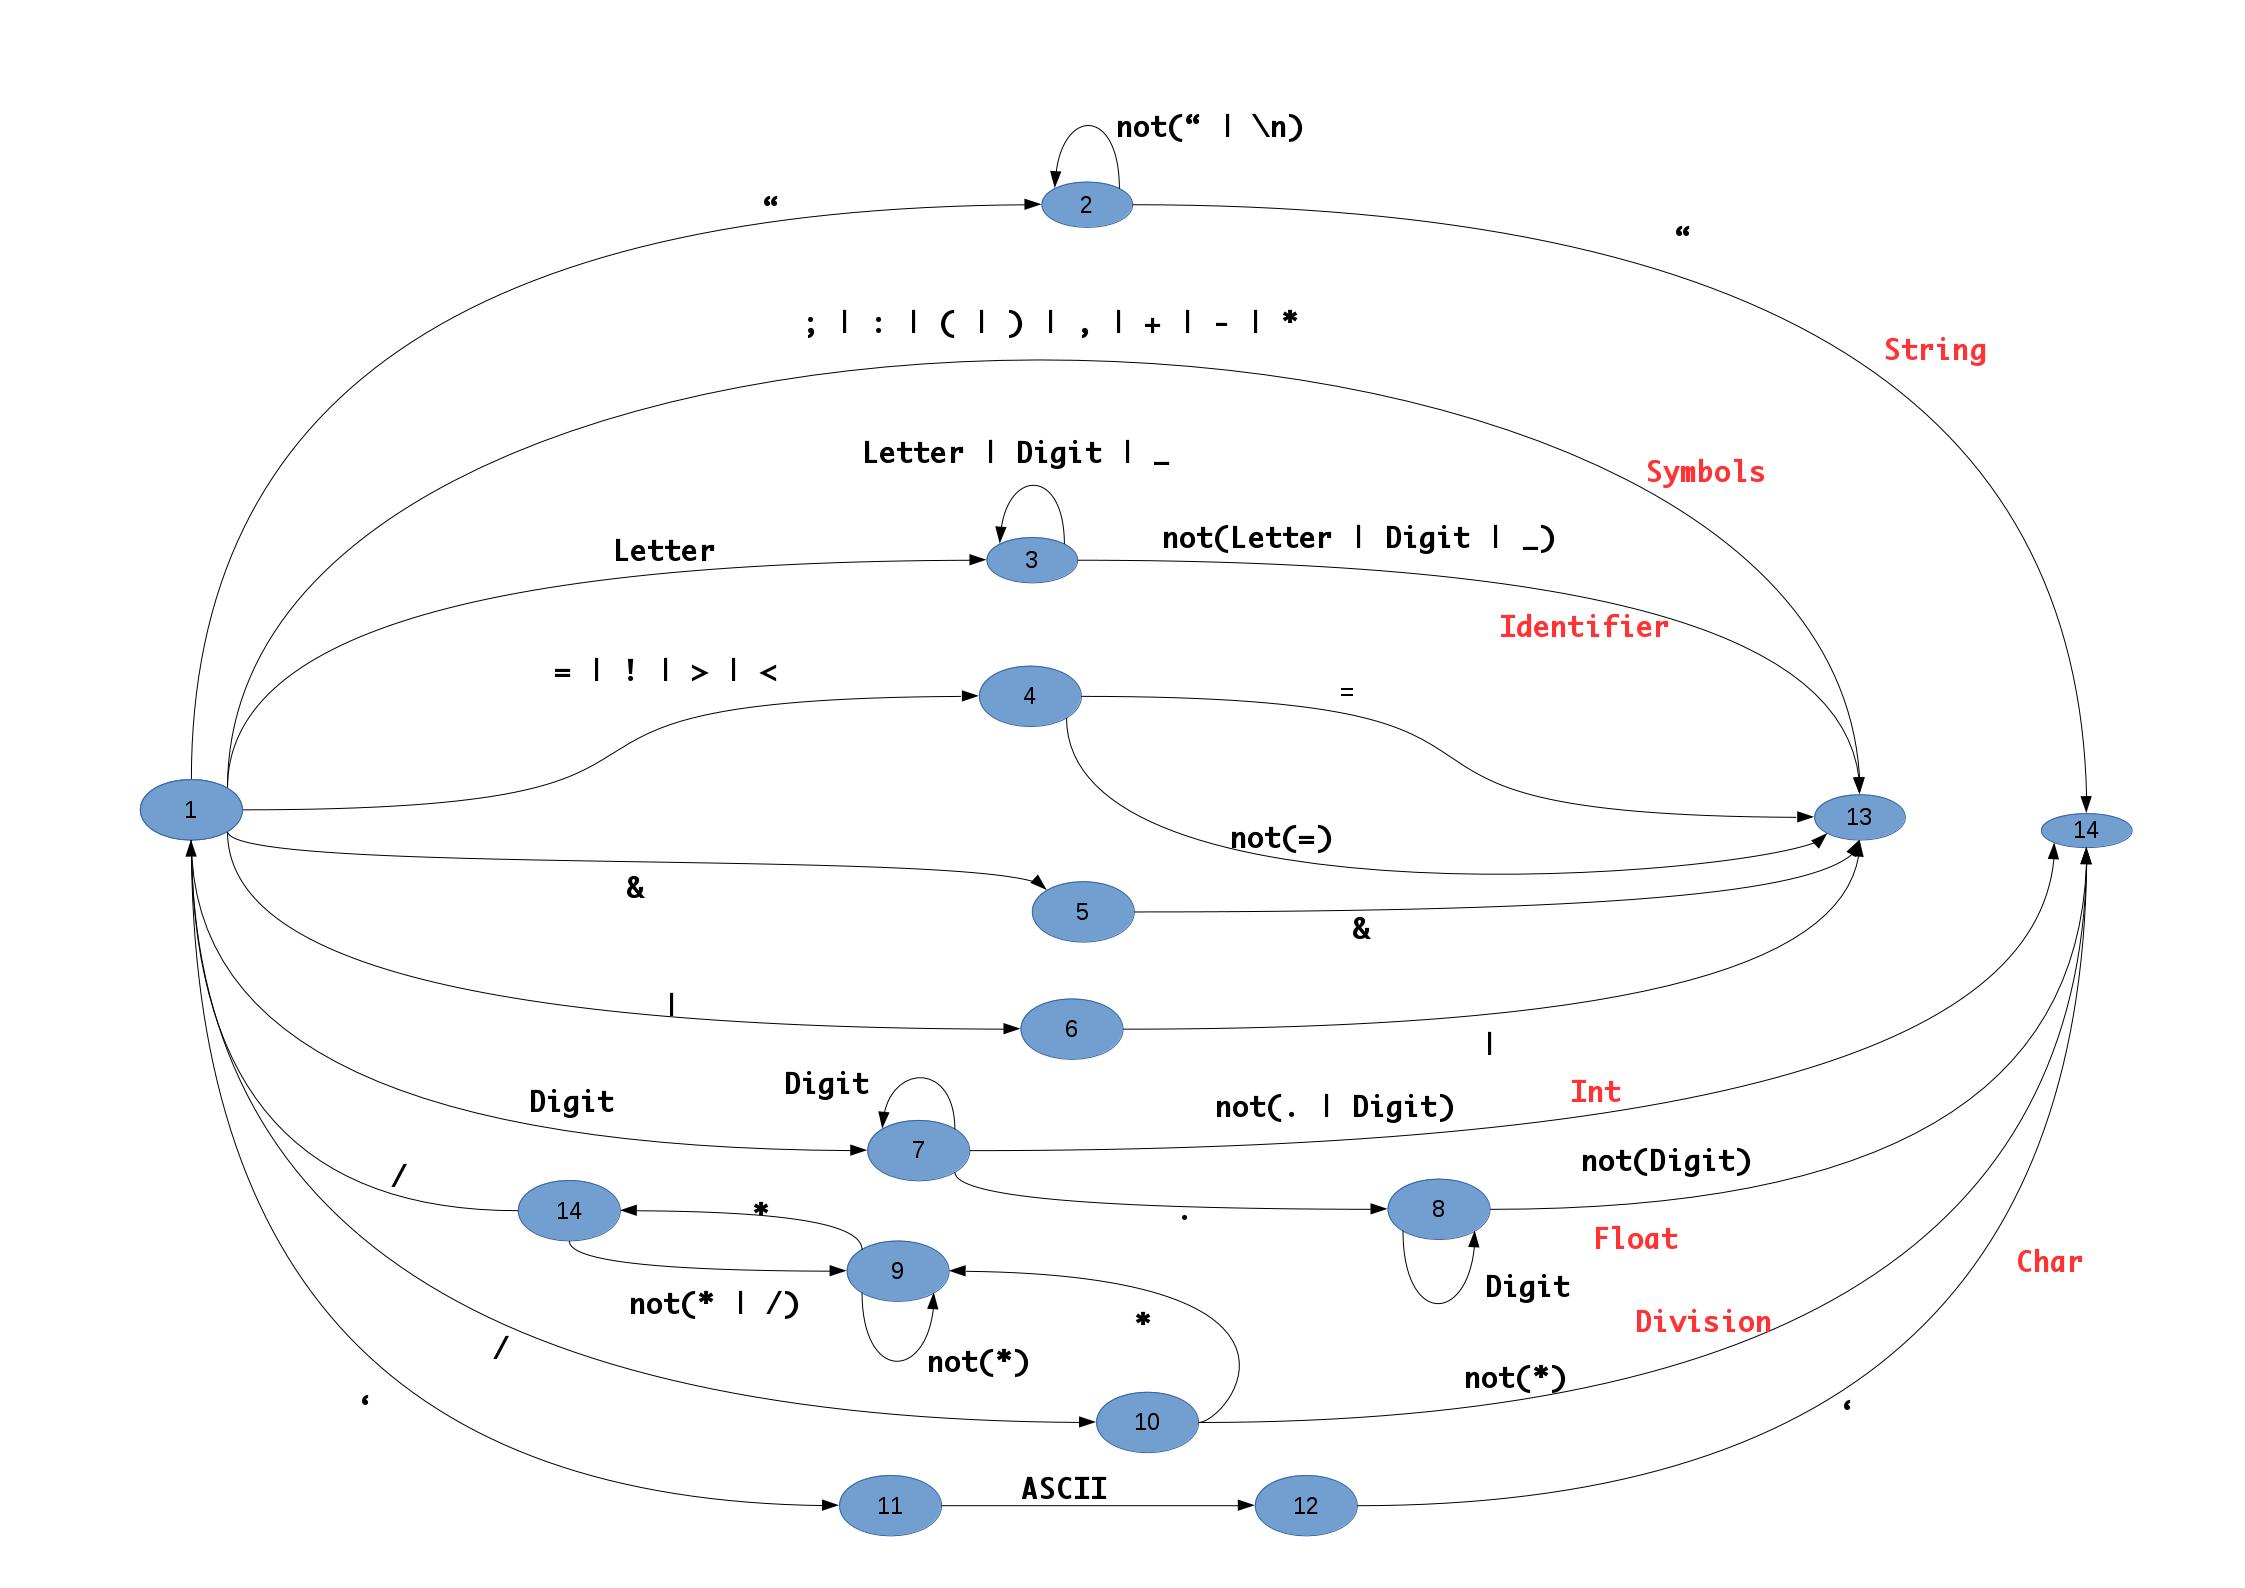 not(“ | \n)
“
2
“
; | : | ( | ) | , | + | - | *
String
Letter | Digit | _
Symbols
Letter
3
not(Letter | Digit | _)
Identifier
= | ! | > | <
4
=
1
13
14
not(=)
&
5
&
|
6
|
Digit
Digit
not(. | Digit)
Int
7
/
14
*
.
8
not(Digit)
Float
9
Digit
Char
not(* | /)
*
Division
/
not(*)
not(*)
‘
10
‘
11
ASCII
12